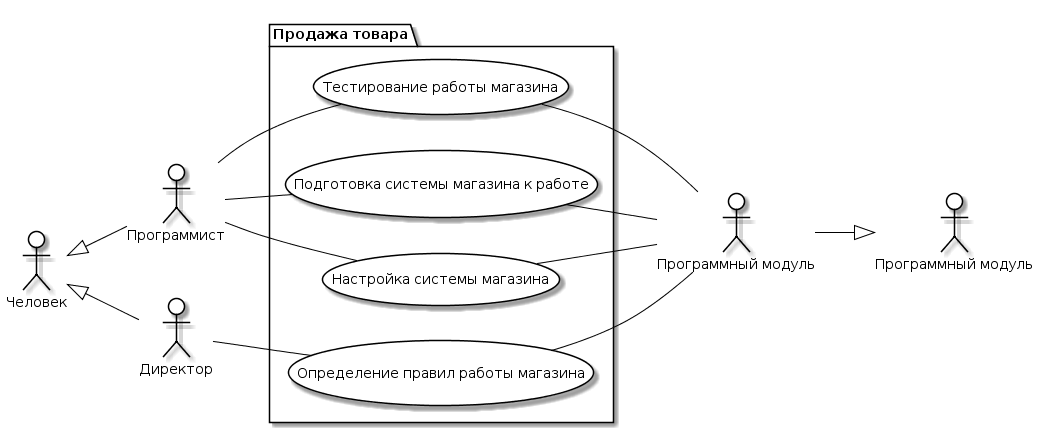 Продажа товара
Тестирование работы магазина
Подготовка системы магазина к работе
Программист
Программный модуль
Программный модуль
Настройка системы магазина
Человек
Директор
Определение правил работы магазина